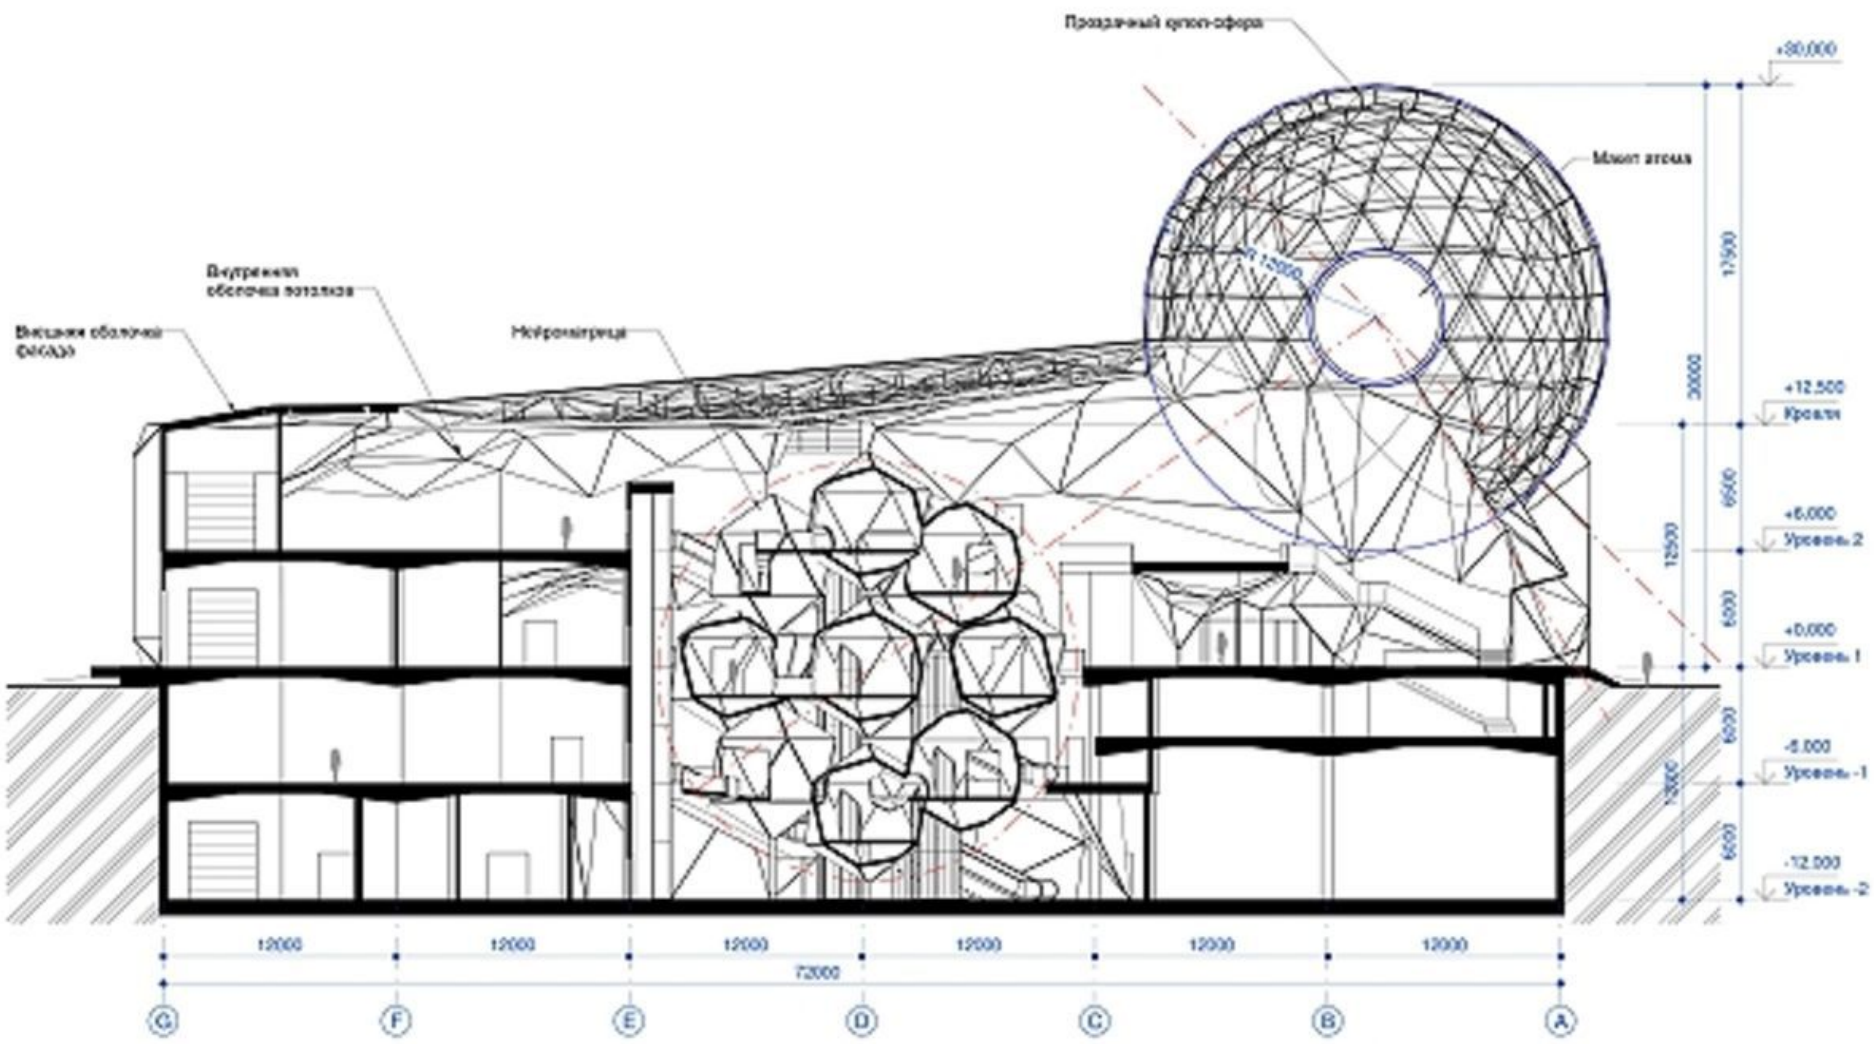 Прозрачный купол-сфера
+30,000
Макет атома
17500
R 12000
Внутренняя
оболочка потолков
Внешняя оболочка
фасада
Нейроматрица
30000
+12,500
Кровля
6500
+6,000
Уровень 2
12500
6000
+0,000
Уровень 1
6000
-6,000
Уровень -1
12000
6000
-12,000
Уровень -2
12000 12000 12000 12000 12000 12000
72000
G F E D C B A